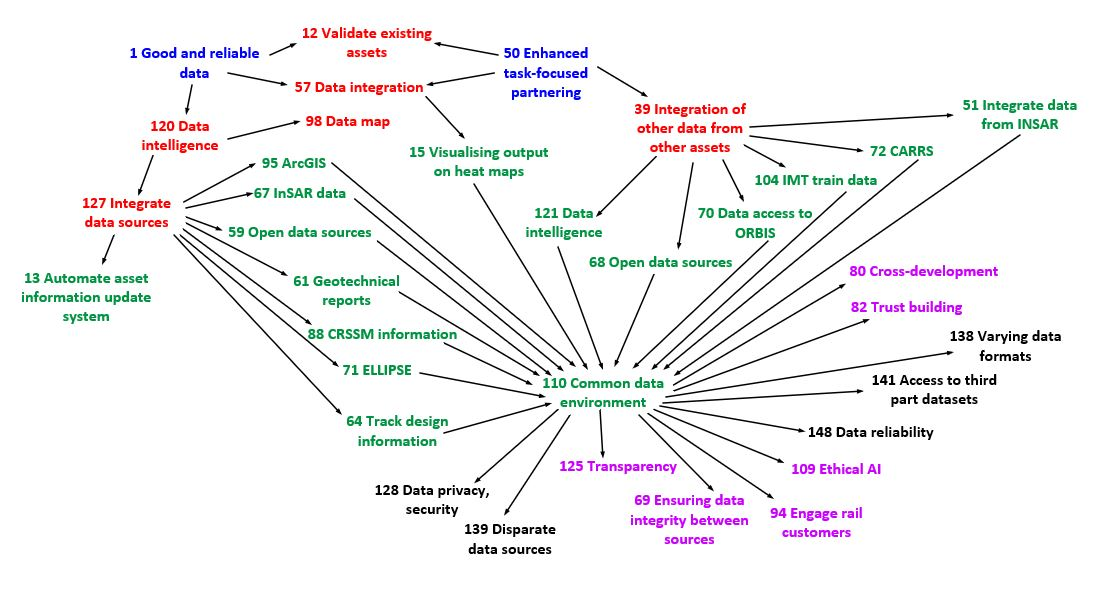 12 Validate existing
assets
1 Good and reliable
data
50 Enhanced
task-focused
partnering
57 Data integration
39 Integration of
other data from
other assets
51 Integrate data
from INSAR
120 Data
intelligence
98 Data map
15 Visualising output
on heat maps
72 CARRS
95 ArcGIS
104 IMT train data
67 InSAR data
127 Integrate
data sources
121 Data
intelligence
70 Data access to
ORBIS
59 Open data sources
68 Open data sources
13 Automate asset
information update
system
61 Geotechnical
reports
80 Cross-development
82 Trust building
88 CRSSM information
138 Varying data
formats
71 ELLIPSE
110 Common data
environment
141 Access to third
part datasets
64 Track design
information
148 Data reliability
125 Transparency
109 Ethical AI
128 Data privacy,
security
69 Ensuring data
integrity between
sources
94 Engage rail
customers
139 Disparate
data sources